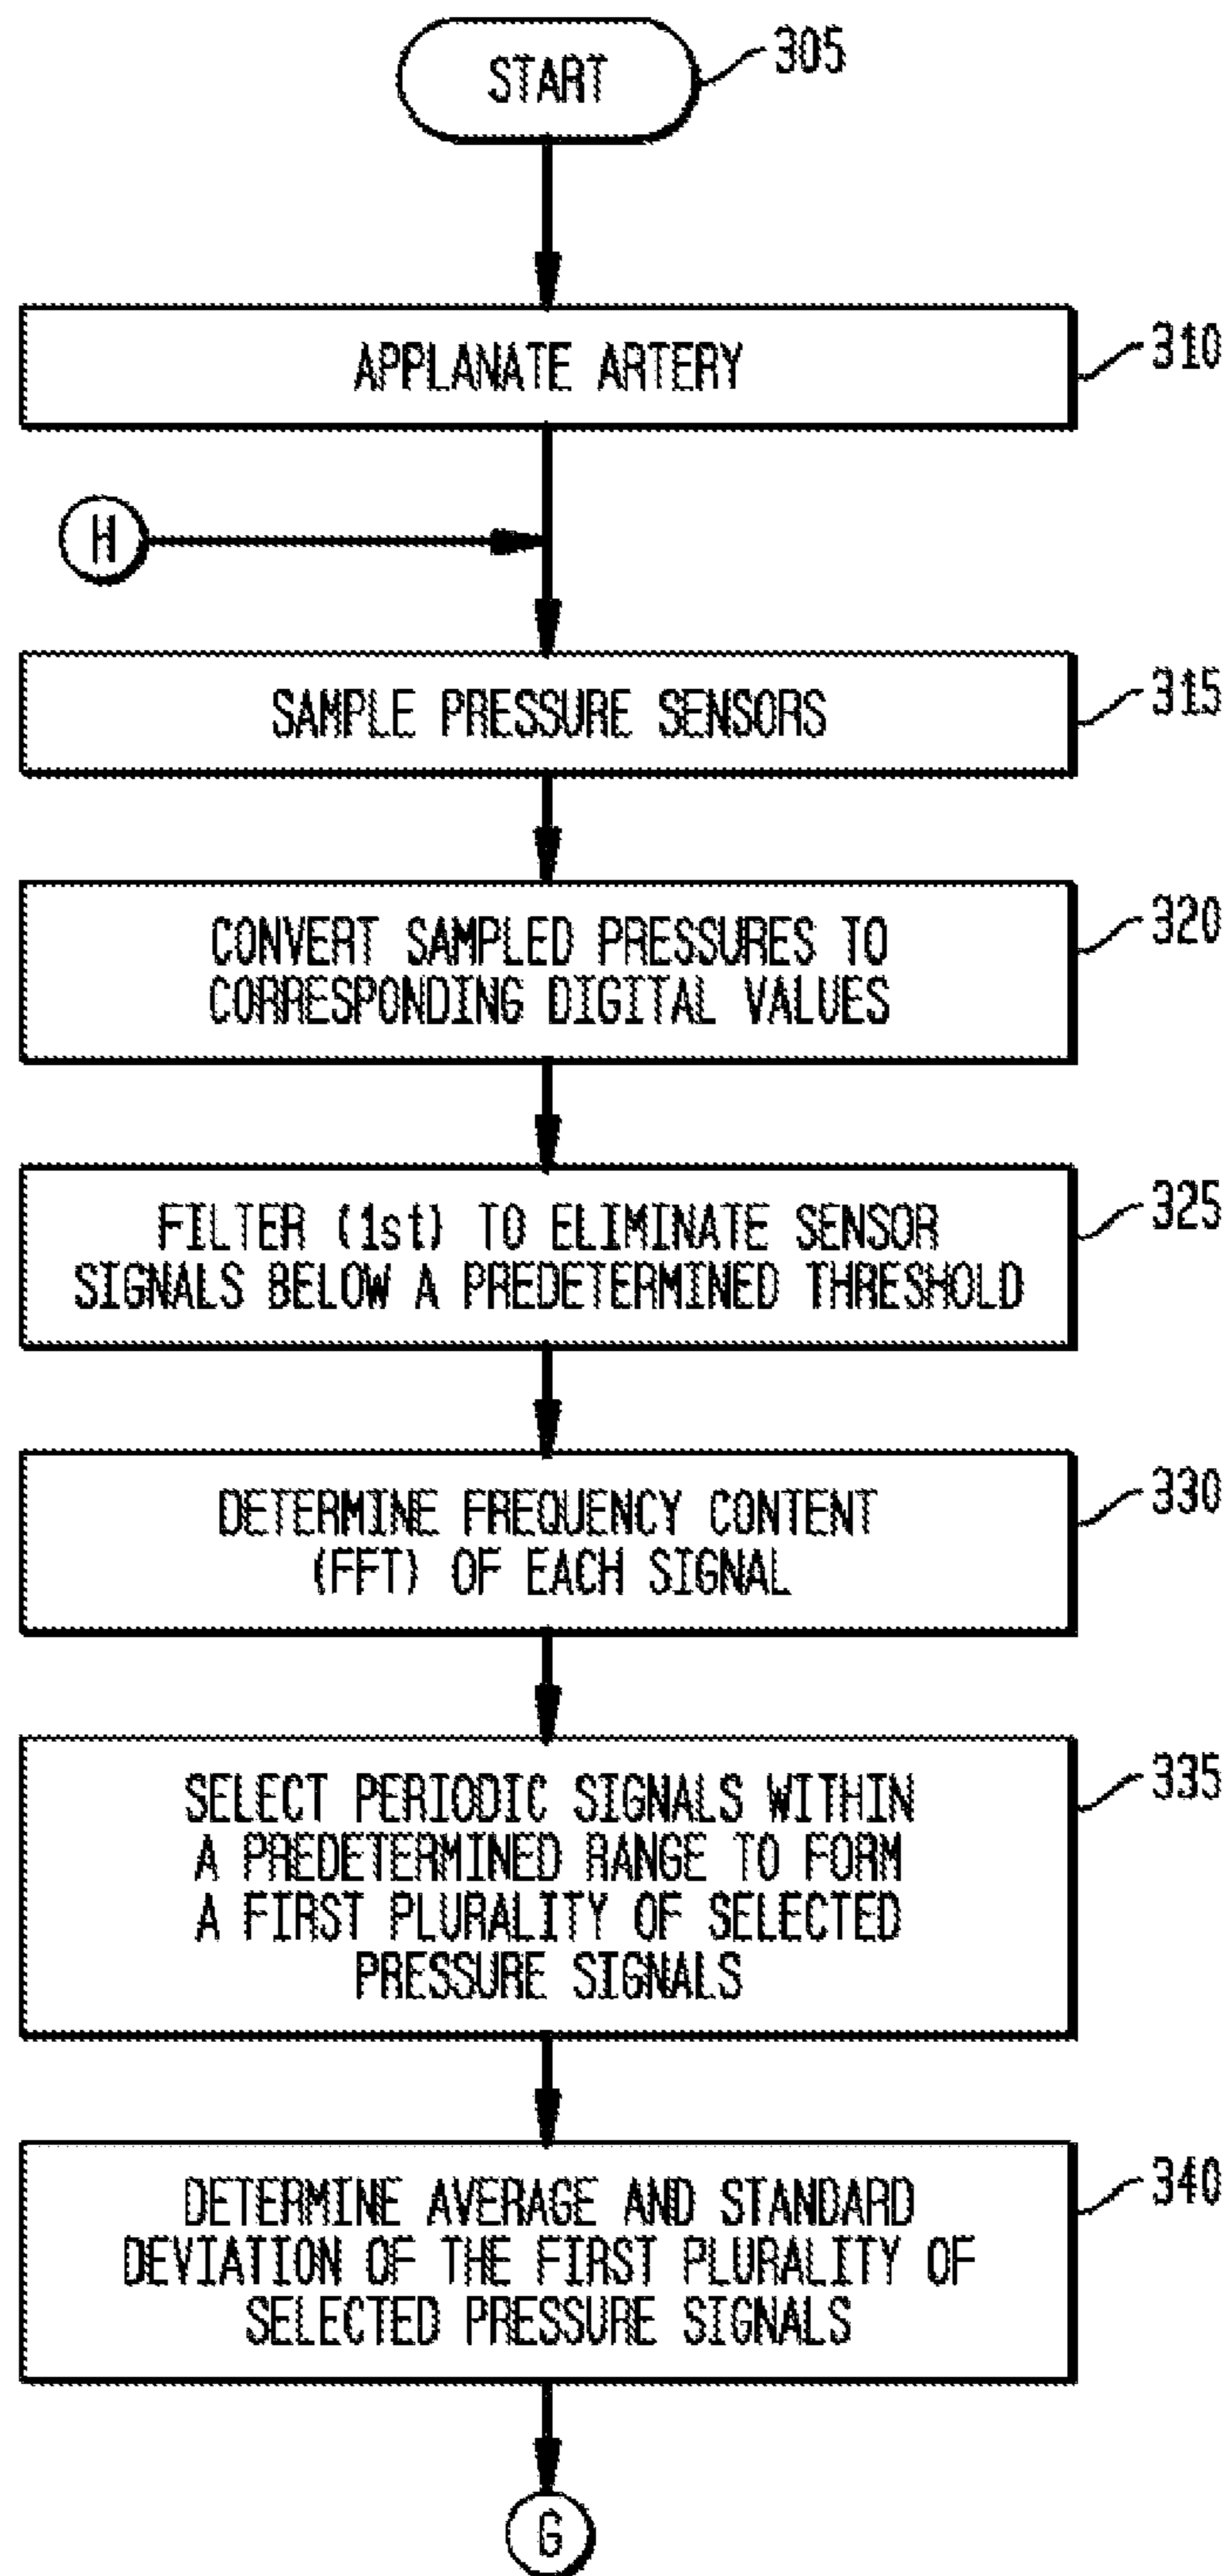 START
305
APPLANATE ARTERY
310
H
SAMPLE PRESSURE SENSORS
315
CONVERT SAMPLED PRESSURES TO
CORRESPONDING DIGITAL VALUES
320
FILTER (1st) TO ELIMINATE SENSOR
SIGNALS BELOW A PREDETERMINED THRESHOLD
325
DETERMINE FREQUENCY CONTENT
(FFT) OF EACH SIGNAL
330
SELECT PERIODIC SIGNALS WITHIN
A PREDETERMINED RANGE TO FORM
A FIRST PLURALITY OF SELECTED
PRESSURE SIGNALS
335
DETERMINE AVERAGE AND STANDARD
DEVIATION OF THE FIRST PLURALITY OF
SELECTED PRESSURE SIGNALS
340
G